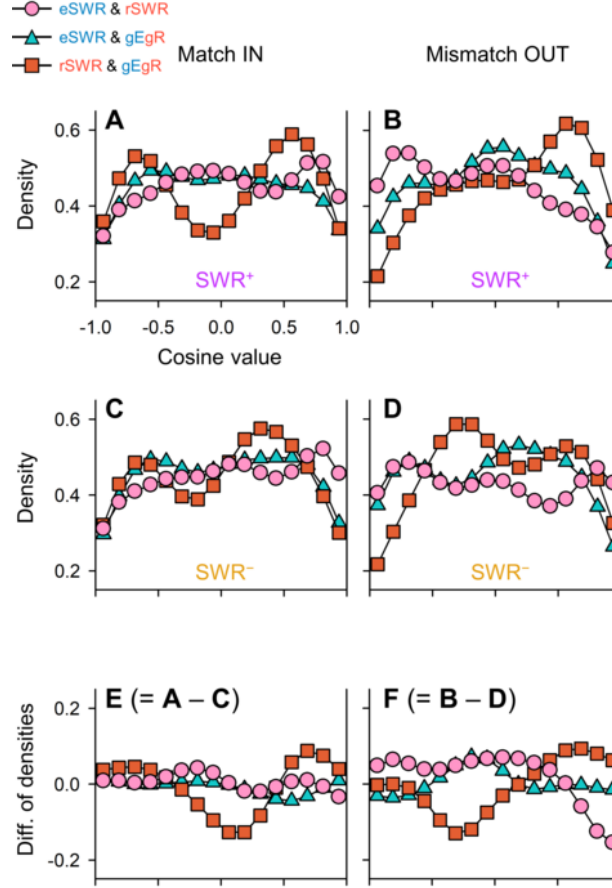 eSWR & rSWR
eSWR & gEgR
rSWR & gEgR
Match IN
Mismatch OUT
A
B
Density
0.6
0.4
0.2
SWR+
SWR+
-1.0 -0.5 0.0 0.5 1.0
Cosine value
C
D
Density
0.6
0.4
0.2
SWR−
SWR−
E (= A – C)
F (= B – D)
Diff. of densities
0.2
0.0
-0.2